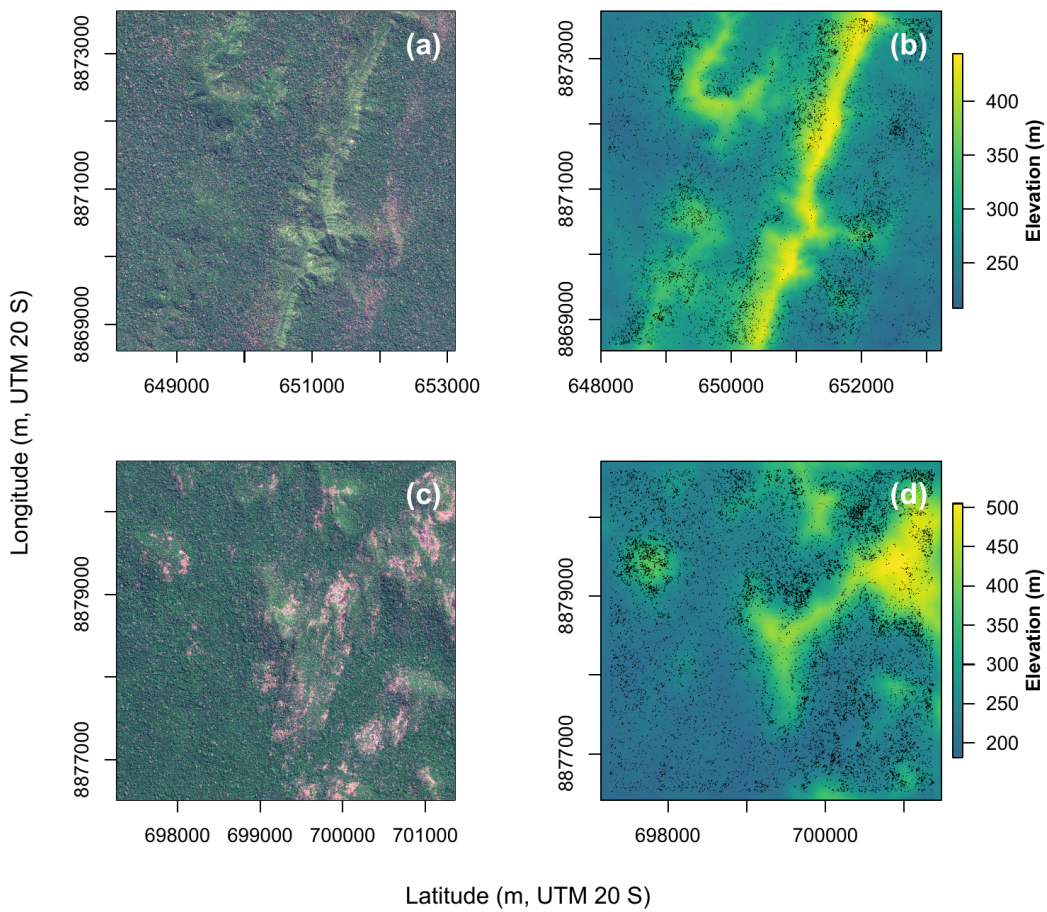 (a)
8873000
8871000
8869000
649000 651000 653000
(b)
8873000
8871000
8869000
648000 650000 652000
400
350
300
250
Elevation (m)
Longitude (m, UTM 20 S)
(c)
8879000
8877000
698000 699000 700000 701000
(d)
8879000
8877000
698000 700000
500
450
400
350
300
250
200
Elevation (m)
Latitude (m, UTM 20 S)